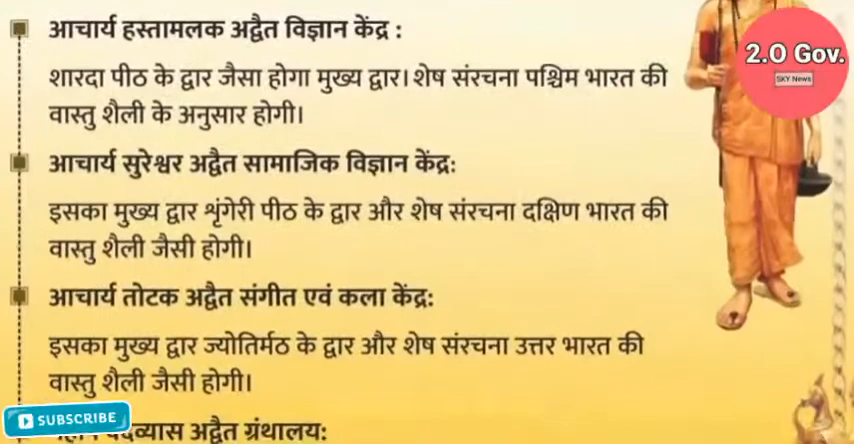 आचार्य हस्तामलक अद्वैत विज्ञान केंद्र :
2.0 Gov.
SKY News
शारदा पीठ के द्वार जैसा होगा मुख्य द्वार। शेष संरचना पश्चिम भारत की
वास्तु शैली के अनुसार होगी।
आचार्य सुरेश्वर अद्वैत सामाजिक विज्ञान केंद्र:
इसका मुख्य द्वार शृंगेरी पीठ के द्वार और शेष संरचना दक्षिण भारत की
वास्तु शैली जैसी होगी।
आचार्य तोटक अद्वैत संगीत एवं कला केंद्र:
इसका मुख्य द्वार ज्योतिर्मठ के द्वार और शेष संरचना उत्तर भारत की
वास्तु शैली जैसी होगी।
SUBSCRIBE
अद्वैत ग्रंथालय: